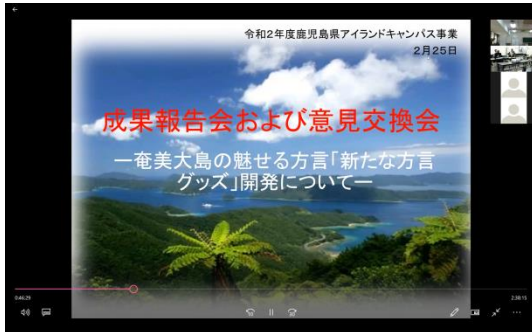 令和2年度鹿児島県アイランドキャンパス事業
2月25日
成果報告会および意見交換会
ー奄美大島の魅せる方言「新たな方言
グッズ」開発についてー
0:46:29
2:38:15